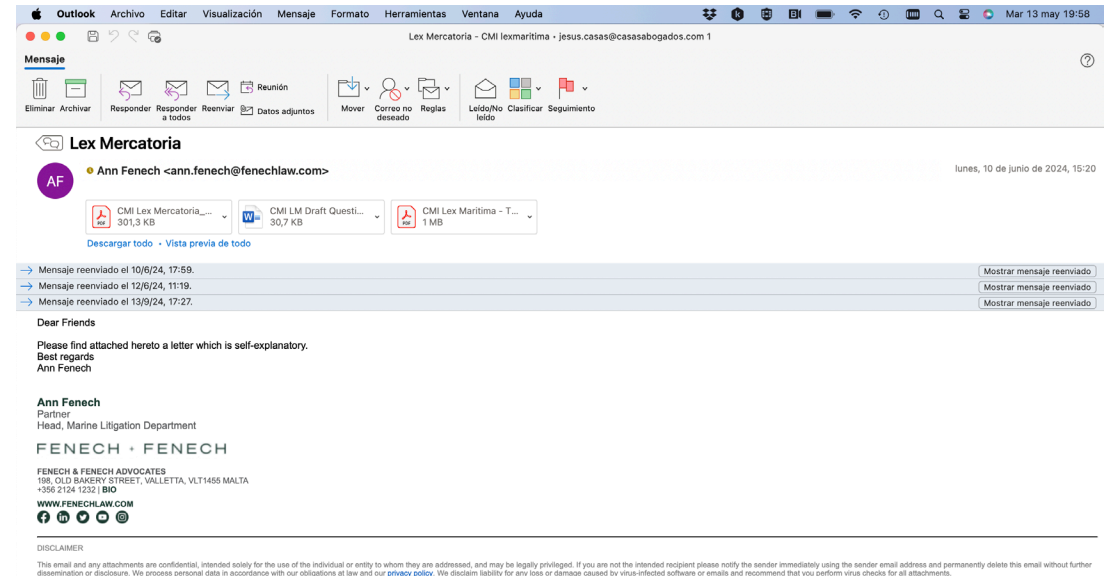 Outlook Archivo Editar Visualización Mensaje Formato Herramientas Ventana Ayuda Mar 13 may 19:58
Lex Mercatoria - CMI lexmaritima • jesus.casas@casasabogados.com 1
Mensaje
Eliminar Archivar Responder Responder a todos Reenviar Reunión Datos adjuntos Mover Correo no deseado Reglas Leído/No leído Clasificar Seguimiento
Lex Mercatoria
AF Ann Fenech <ann.fenech@fenechlaw.com> lunes, 10 de junio de 2024, 15:20
CMI Lex Mercatoria_... CMI LM Draft Questi... CMI Lex Maritima - T...
PDF 301,3 KB 30,7 KB PDF 1 MB
Descargar todo • Vista previa de todo
Mensaje reenviado el 10/6/24, 17:59. Mostrar mensaje reenviado
Mensaje reenviado el 12/6/24, 11:19. Mostrar mensaje reenviado
Mensaje reenviado el 13/9/24, 17:27. Mostrar mensaje reenviado
Dear Friends
Please find attached hereto a letter which is self-explanatory.
Best regards
Ann Fenech
Ann Fenech
Partner
Head, Marine Litigation Department
FENECH + FENECH
FENECH & FENECH ADVOCATES
198, OLD BAKERY STREET, VALLETTA, VLT1455 MALTA
+356 2124 1232 | BIO
WWW.FENECHLAW.COM
DISCLAIMER
This email and any attachments are confidential, intended solely for the use of the individual or entity to whom they are addressed, and may be legally privileged. If you are not the intended recipient please notify the sender immediately using the sender email address and permanently delete this email without further
dissemination or disclosure. We process personal data in accordance with our obligations at law and our privacy policy. We disclaim liability for any loss or damage caused by virus-infected software or emails and recommend that you perform virus checks for all attachments.